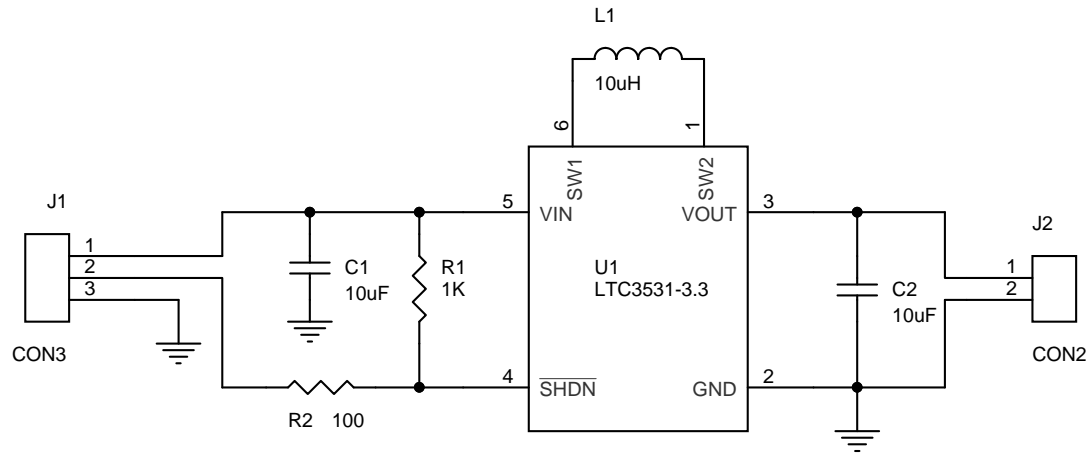 L1
10uH
6
1
SW1
SW2
J1
5
VIN
VOUT
3
J2
1
2
3
C1
10uF
R1
1K
U1
LTC3531-3.3
C2
10uF
1
2
CON3
CON2
4
SHDN
GND
2
R2 100